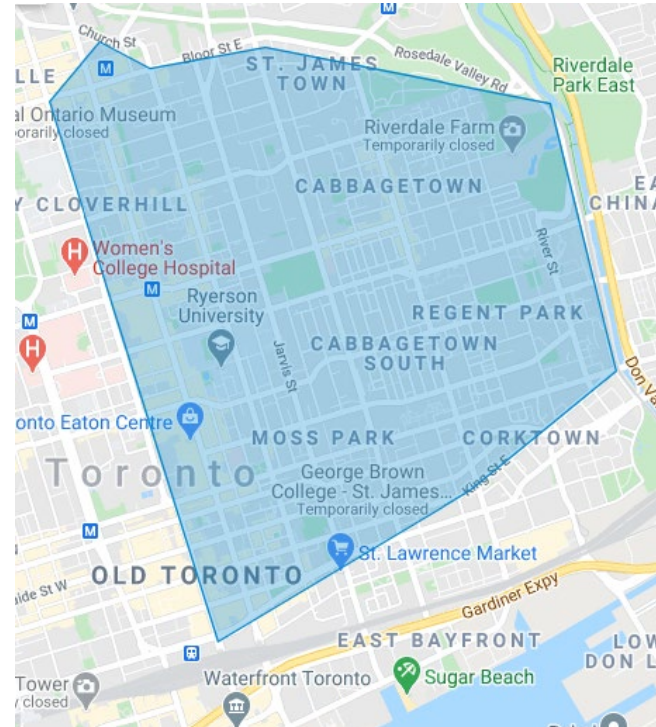 Church St
Bloor St E
Rosedale Valley Rd
ST. JAMES
TOWN
Riverdale
Park East
LLE
al Ontario Museum
porarily closed
Riverdale Farm
Temporarily closed
CABBAGETOWN
EA
CHINA
Y CLOVERHILL
River St
Women's
College Hospital
Ryerson
University
REGENT PARK
Jarvis St
CABBAGETOWN
SOUTH
Don Va
onto Eaton Centre
MOSS PARK
CORKTOWN
Toronto
George Brown
College - St. James...
Temporarily closed
King St E
St. Lawrence Market
OLD TORONTO
aide St W
Gardiner Expy
EAST BAYFRONT
LOW
DON L
Tower
y closed
Waterfront Toronto
Sugar Beach